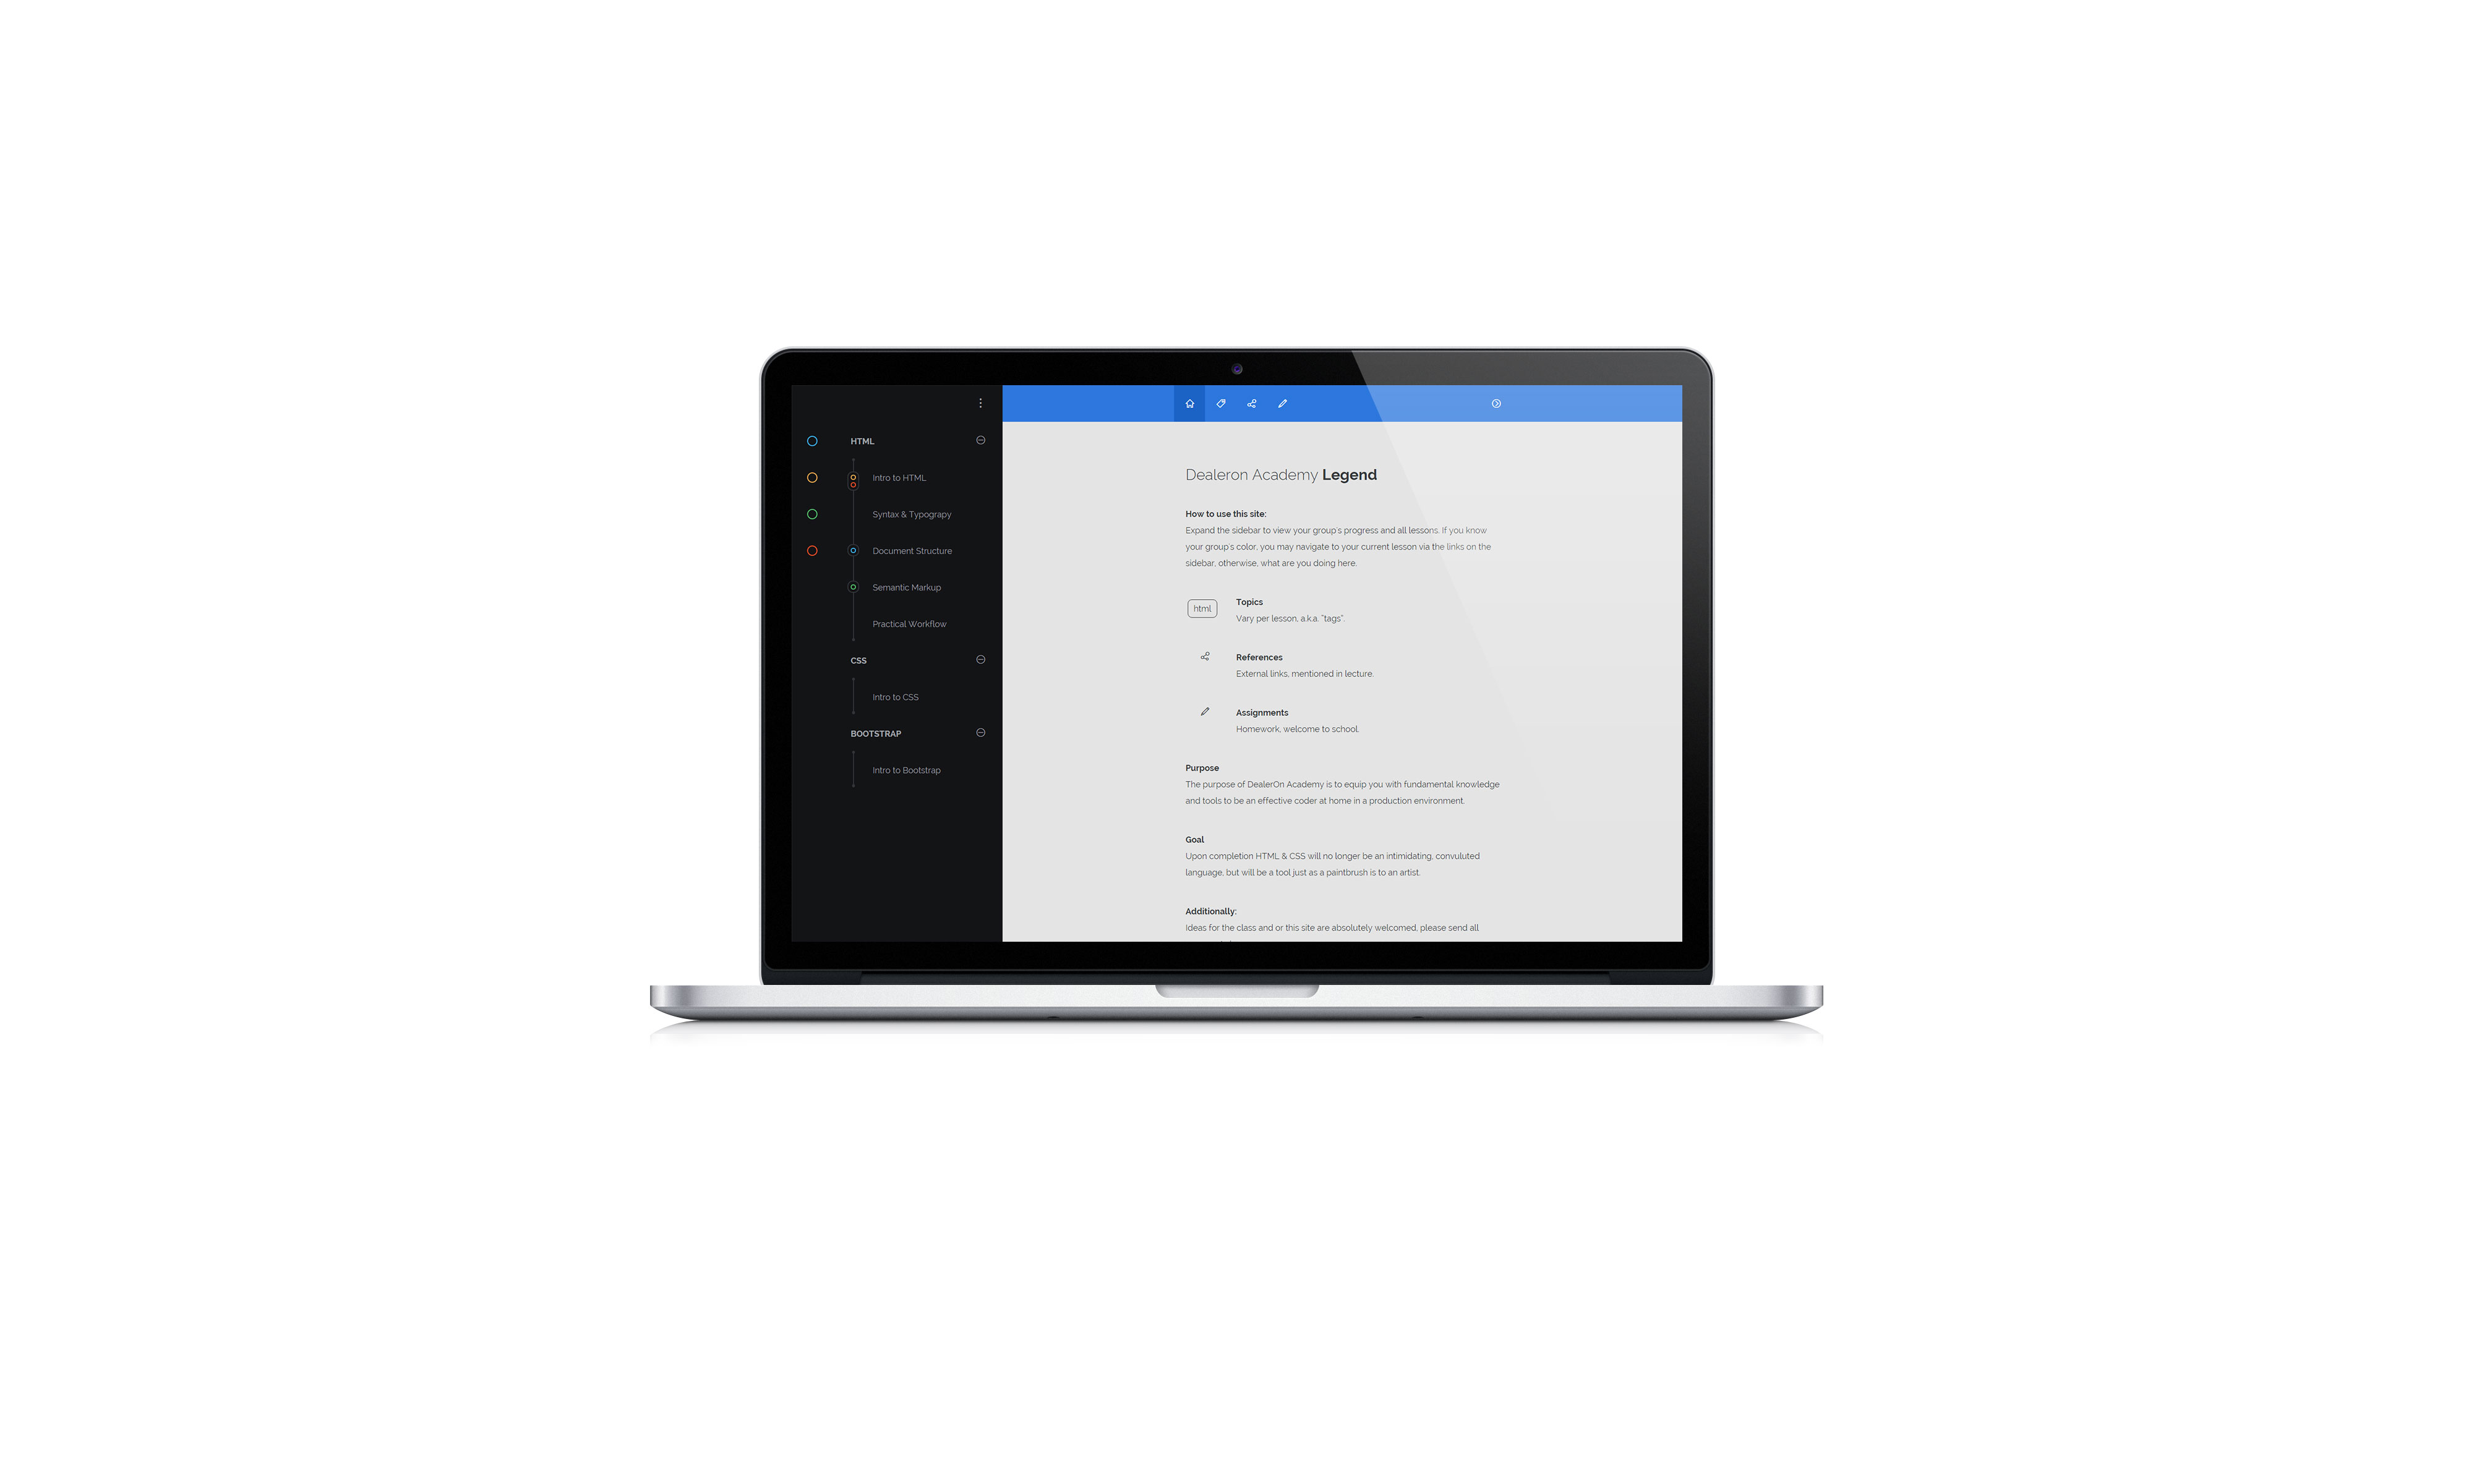 HTML
Intro to HTML
Syntax & Typograpy
Document Structure
Semantic Markup
Practical Workflow
CSS
Intro to CSS
BOOTSTRAP
Intro to Bootstrap
Dealeron Academy Legend
How to use this site:
Expand the sidebar to view your group's progress and all lessons. If you know
your group's color, you may navigate to your current lesson via the links on the
sidebar, otherwise, what are you doing here.
html
Topics
Vary per lesson, a.k.a. "tags".
References
External links, mentioned in lecture.
Assignments
Homework, welcome to school.
Purpose
The purpose of DealerOn Academy is to equip you with fundamental knowledge
and tools to be an effective coder at home in a production environment.
Goal
Upon completion HTML & CSS will no longer be an intimidating, convuluted
language, but will be a tool just as a paintbrush is to an artist.
Additionally:
Ideas for the class and or this site are absolutely welcomed, please send all